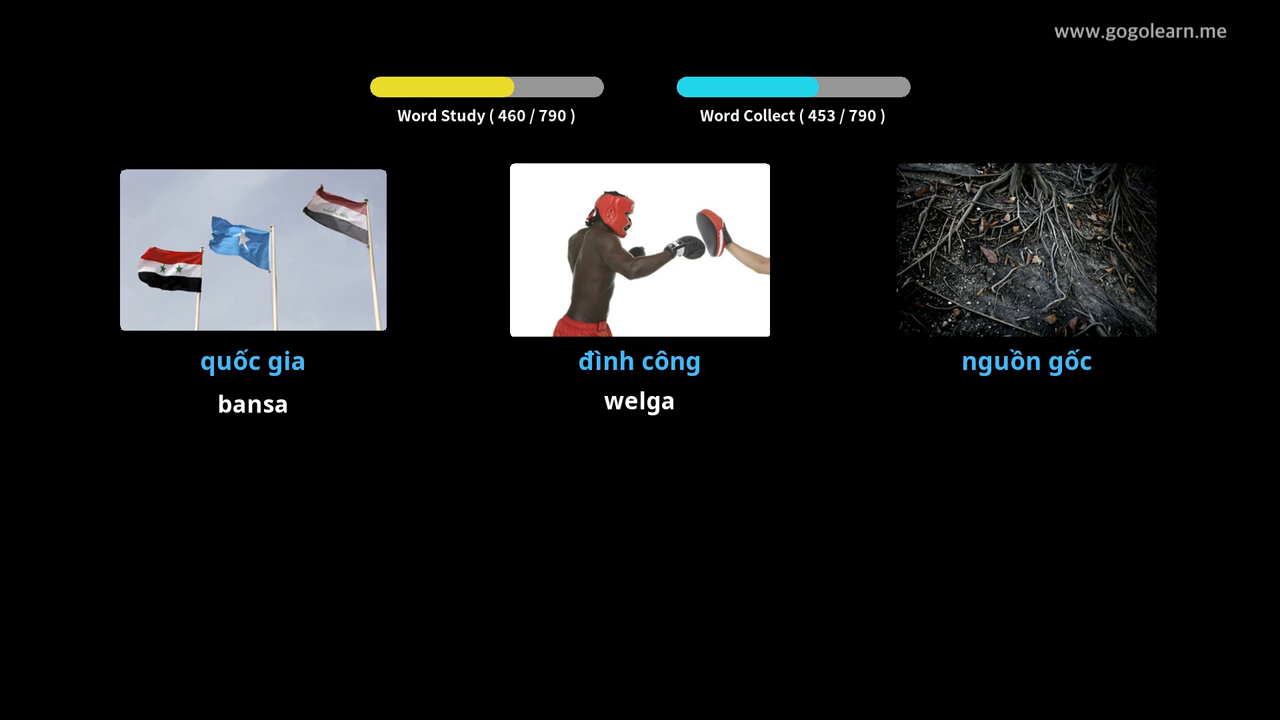 www.gogolearn.me
Word Study ( 460 / 790 )
Word Collect ( 453 / 790 )
quốc gia
bansa
đình công
welga
nguồn gốc